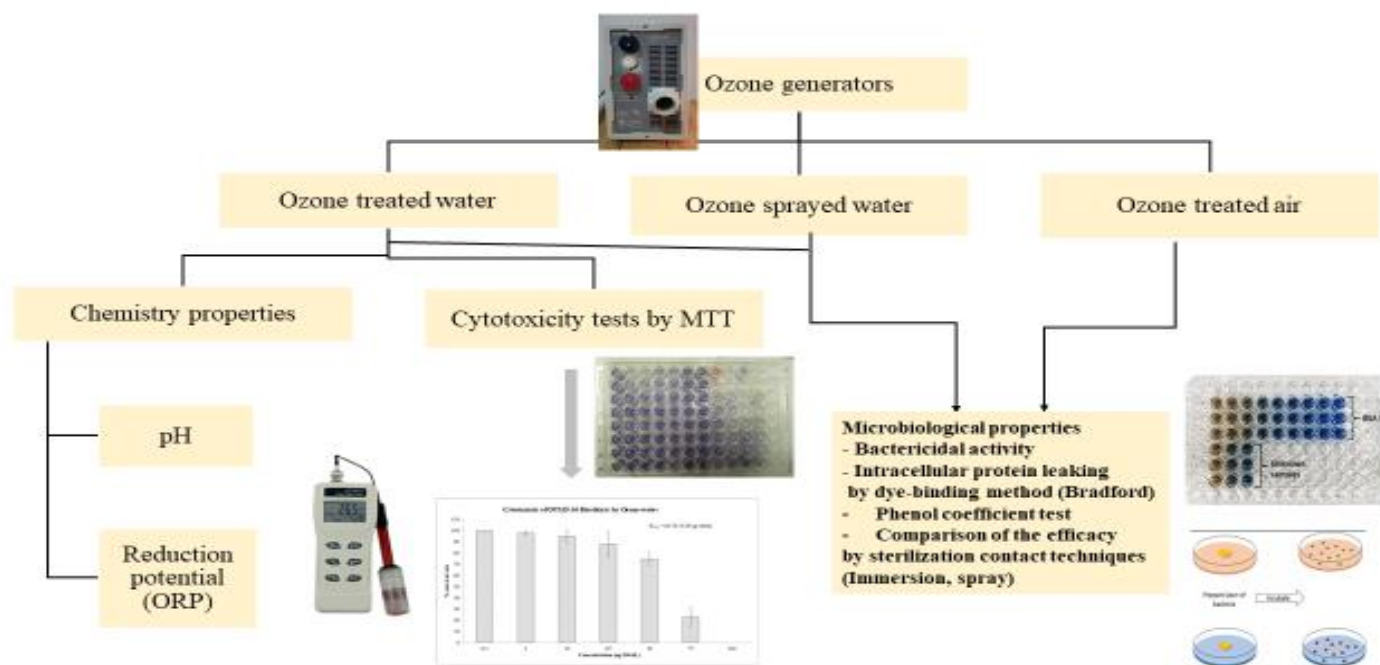 Ozone generators
Ozone treated water
Ozone sprayed water
Ozone treated air
Chemistry properties
Cytotoxicity tests by MTT
pH
Reduction
potential
(ORP)
Microbiological properties
- Bactericidal activity
- Intracellular protein leaking
by dye-binding method (Bradford)
- Phenol coefficient test
- Comparison of the efficacy
by sterilization contact techniques
(Immersion, spray)
Incubate
bacteria